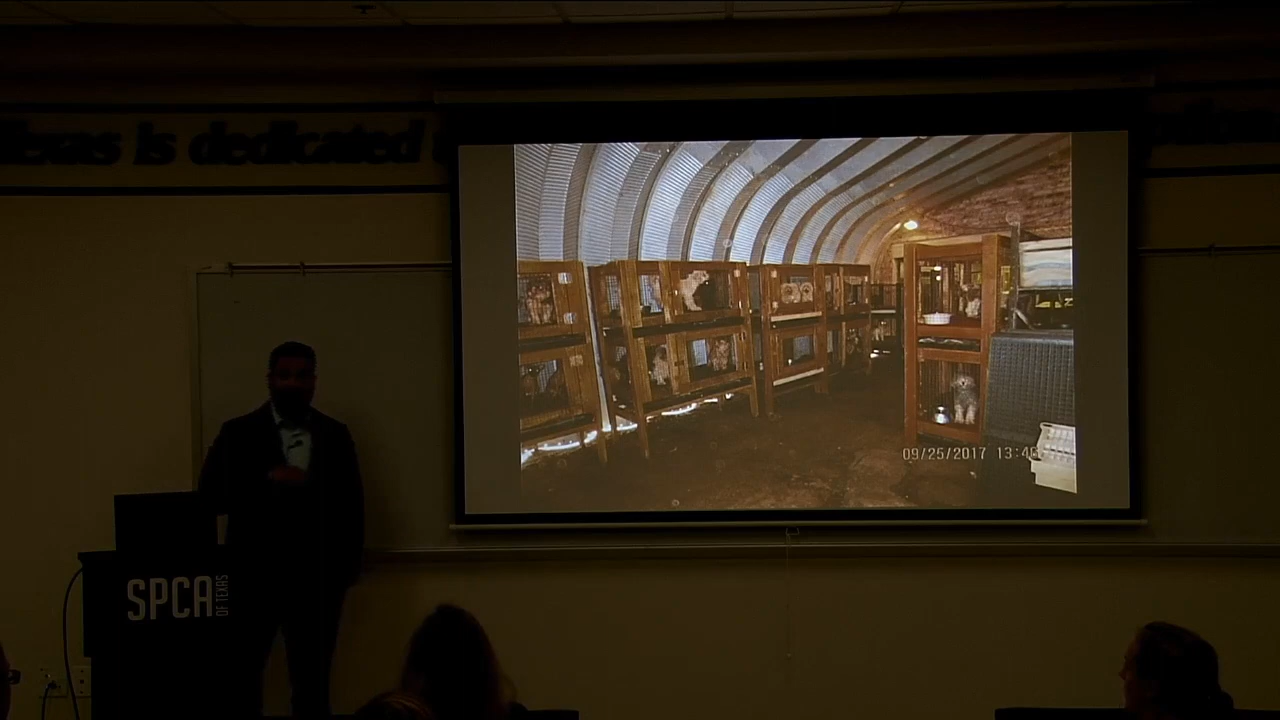 Texas is dedicated
09/25/2017 13:4
SPCA
OF TEXAS